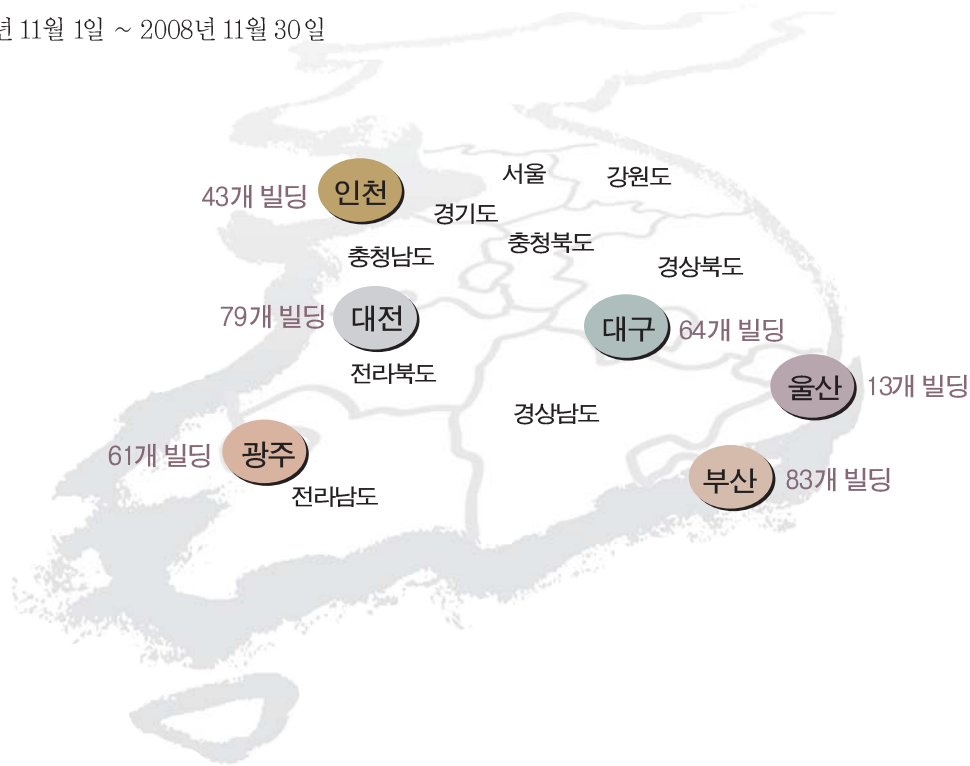 년 11월 1일 ~ 2008년 11월 30일
서울
강원도
43개 빌딩
인천
경기도
충청북도
충청남도
경상북도
79개 빌딩
대전
대구
64개 빌딩
전라북도
울산
13개 빌딩
경상남도
61개 빌딩
광주
부산
83개 빌딩
전라남도